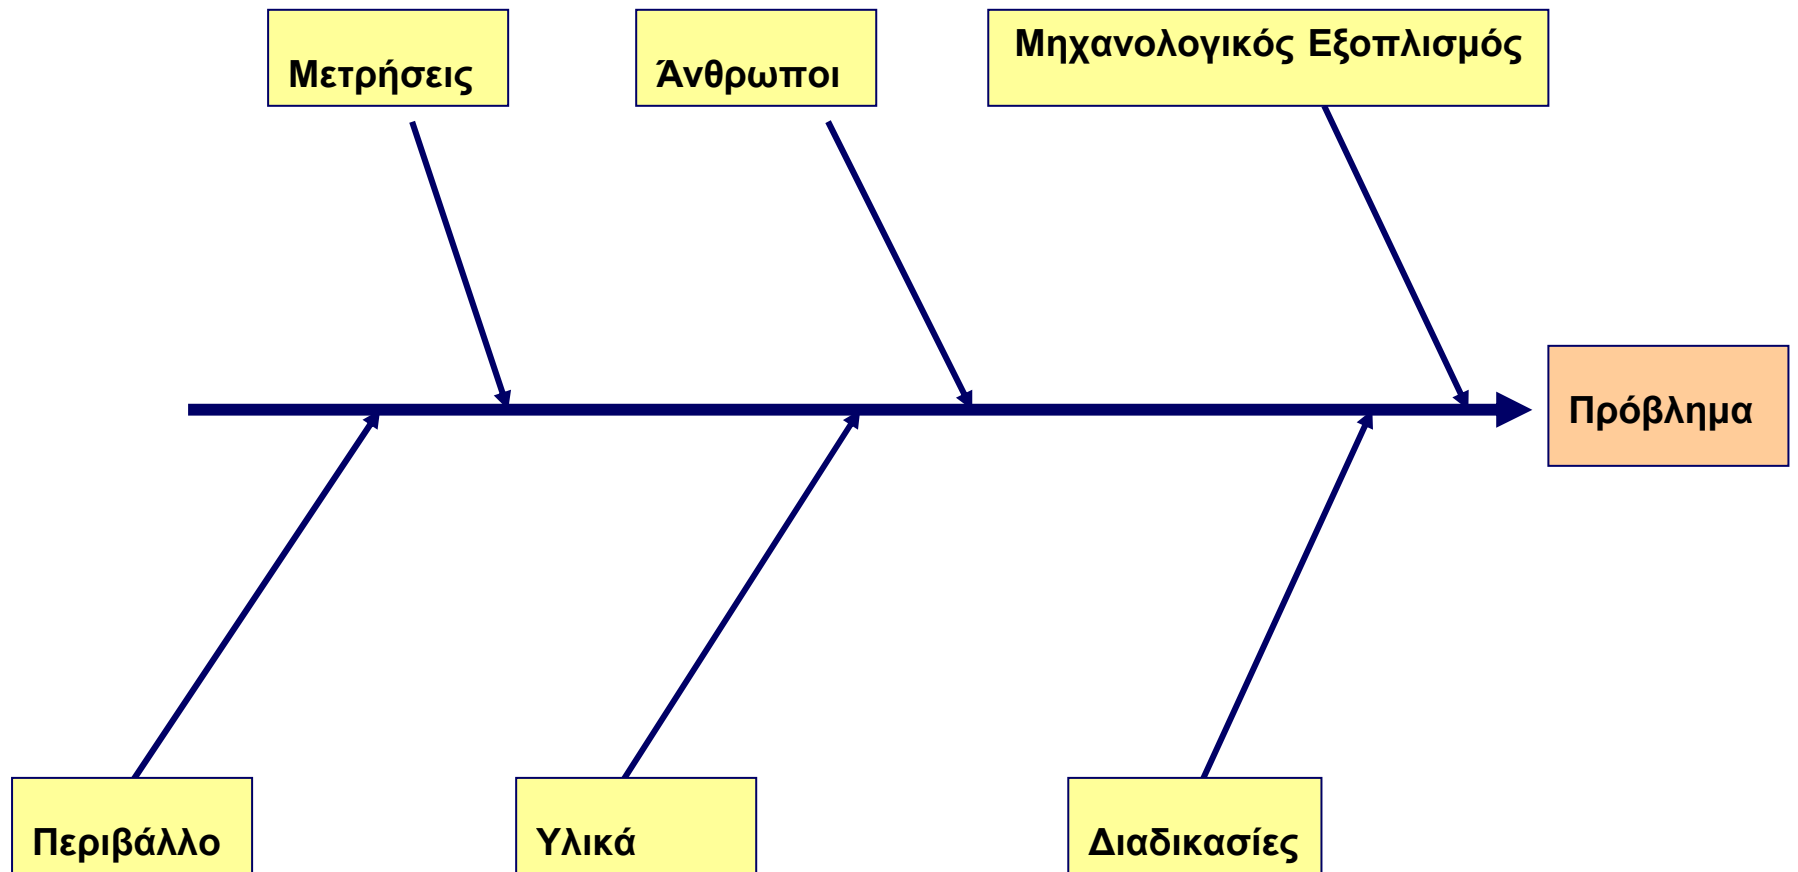 Μετρήσεις
Άνθρωποι
Μηχανολογικός Εξοπλισμός
Πρόβλημα
Περιβάλλο
Υλικά
Διαδικασίες